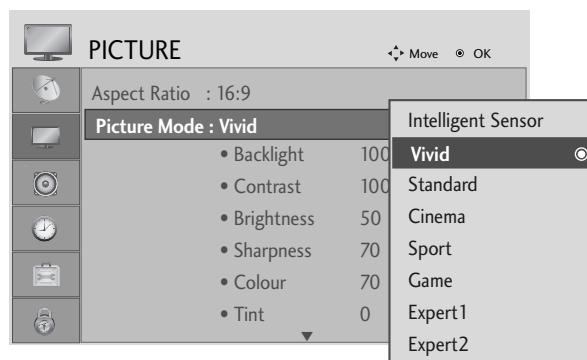 PICTURE
Move OK
Aspect Ratio : 16:9
Picture Mode : Vivid
• Backlight 100
• Contrast 100
• Brightness 50
• Sharpness 70
• Colour 70
• Tint 0
Intelligent Sensor
Vivid
Standard
Cinema
Sport
Game
Expert1
Expert2